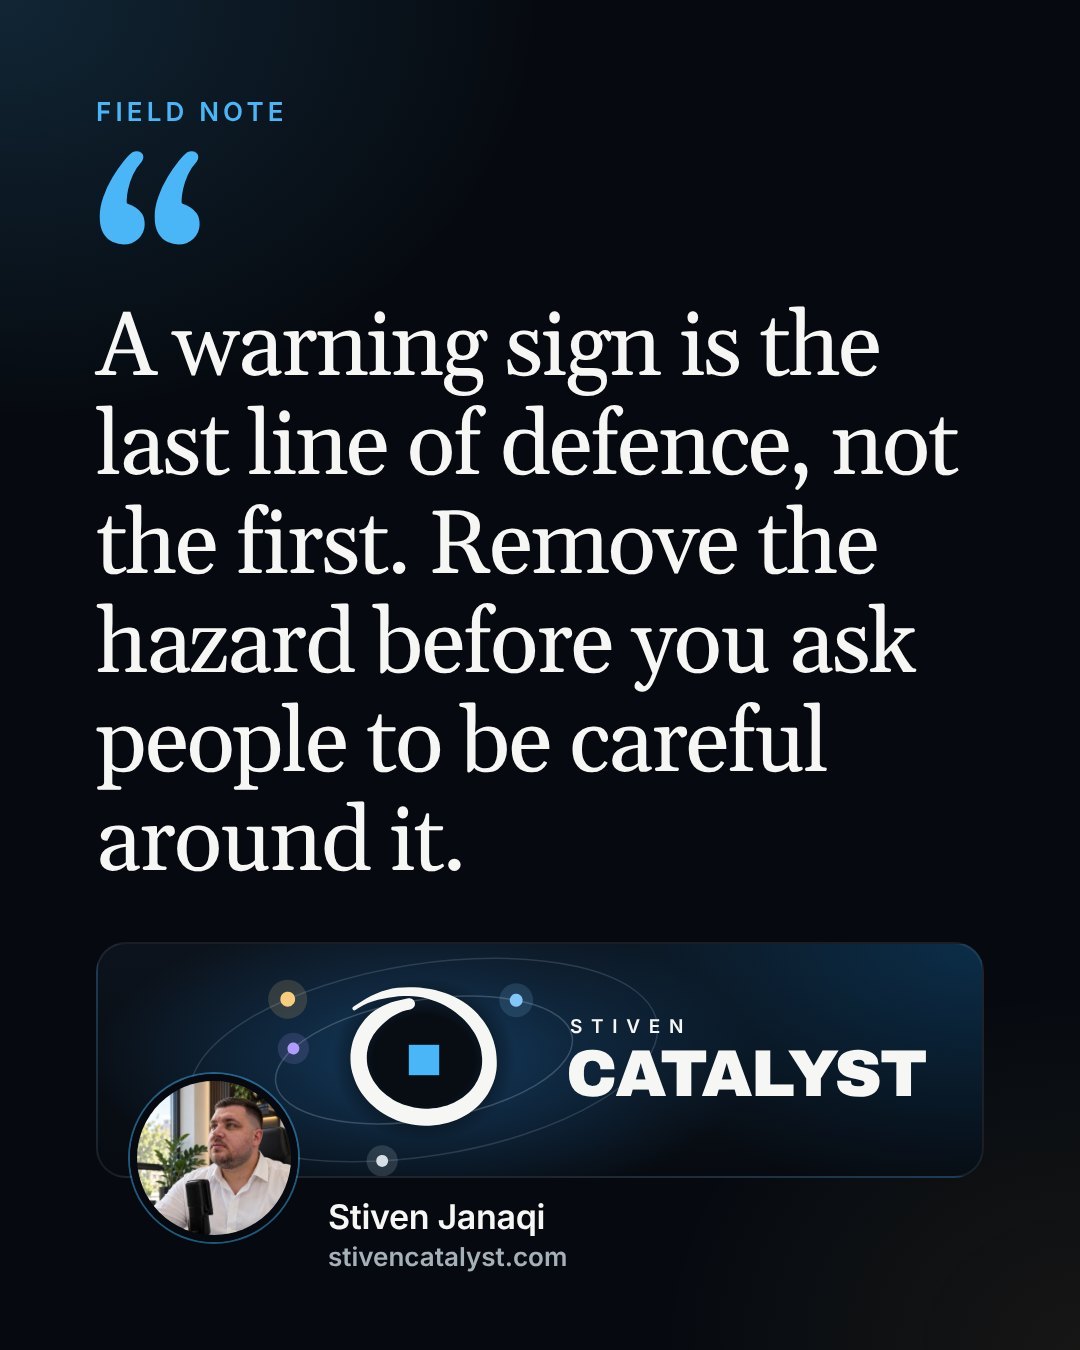 FIELD NOTE
“
A warning sign is the
last line of defence, not
the first. Remove the
hazard before you ask
people to be careful
around it.
STIVEN
CATALYST
Stiven Janaqi
stivencatalyst.com